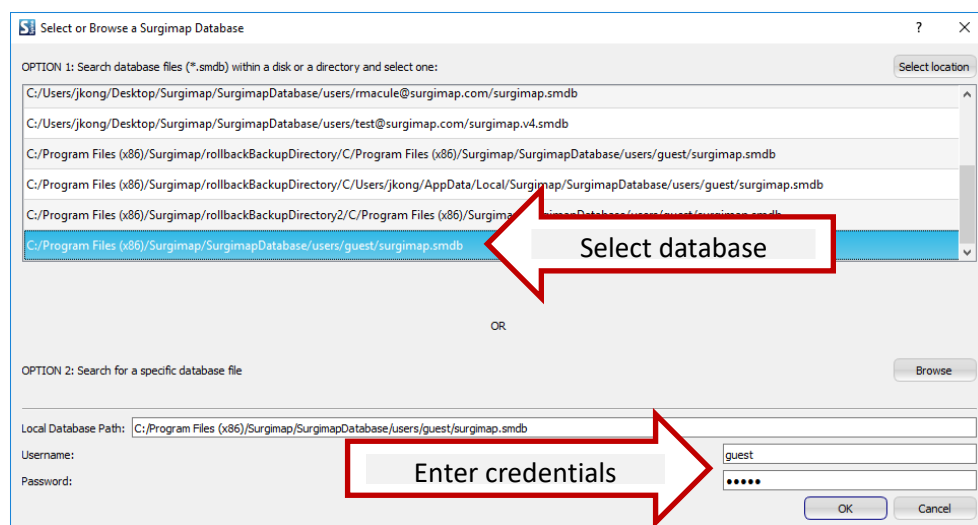 Select or Browse a Surgimap Database
OPTION 1: Search database files (*.smdb) within a disk or a directory and select one:
Select location
C:/Users/jkong/Desktop/Surgimap/SurgimapDatabase/users/rmacule@surgimap.com/surgimap.smdb
C:/Users/jkong/Desktop/Surgimap/SurgimapDatabase/users/test@surgimap.com/surgimap.v4.smdb
C:/Program Files (x86)/Surgimap/rollbackBackupDirectory/C/Program Files (x86)/Surgimap/SurgimapDatabase/users/guest/surgimap.smdb
C:/Program Files (x86)/Surgimap/rollbackBackupDirectory/C/Users/jkong/AppData/Local/Surgimap/SurgimapDatabase/users/guest/surgimap.smdb
C:/Program Files (x86)/Surgimap/rollbackBackupDirectory2/C/Program Files (x86)/Surgimap/SurgimapDatabase/users/guest/surgimap.smdb
C:/Program Files (x86)/Surgimap/SurgimapDatabase/users/guest/surgimap.smdb
Select database
OR
OPTION 2: Search for a specific database file
Browse
Local Database Path: C:/Program Files (x86)/Surgimap/SurgimapDatabase/users/guest/surgimap.smdb
Username: guest
Enter credentials
Password: •••••
OK Cancel